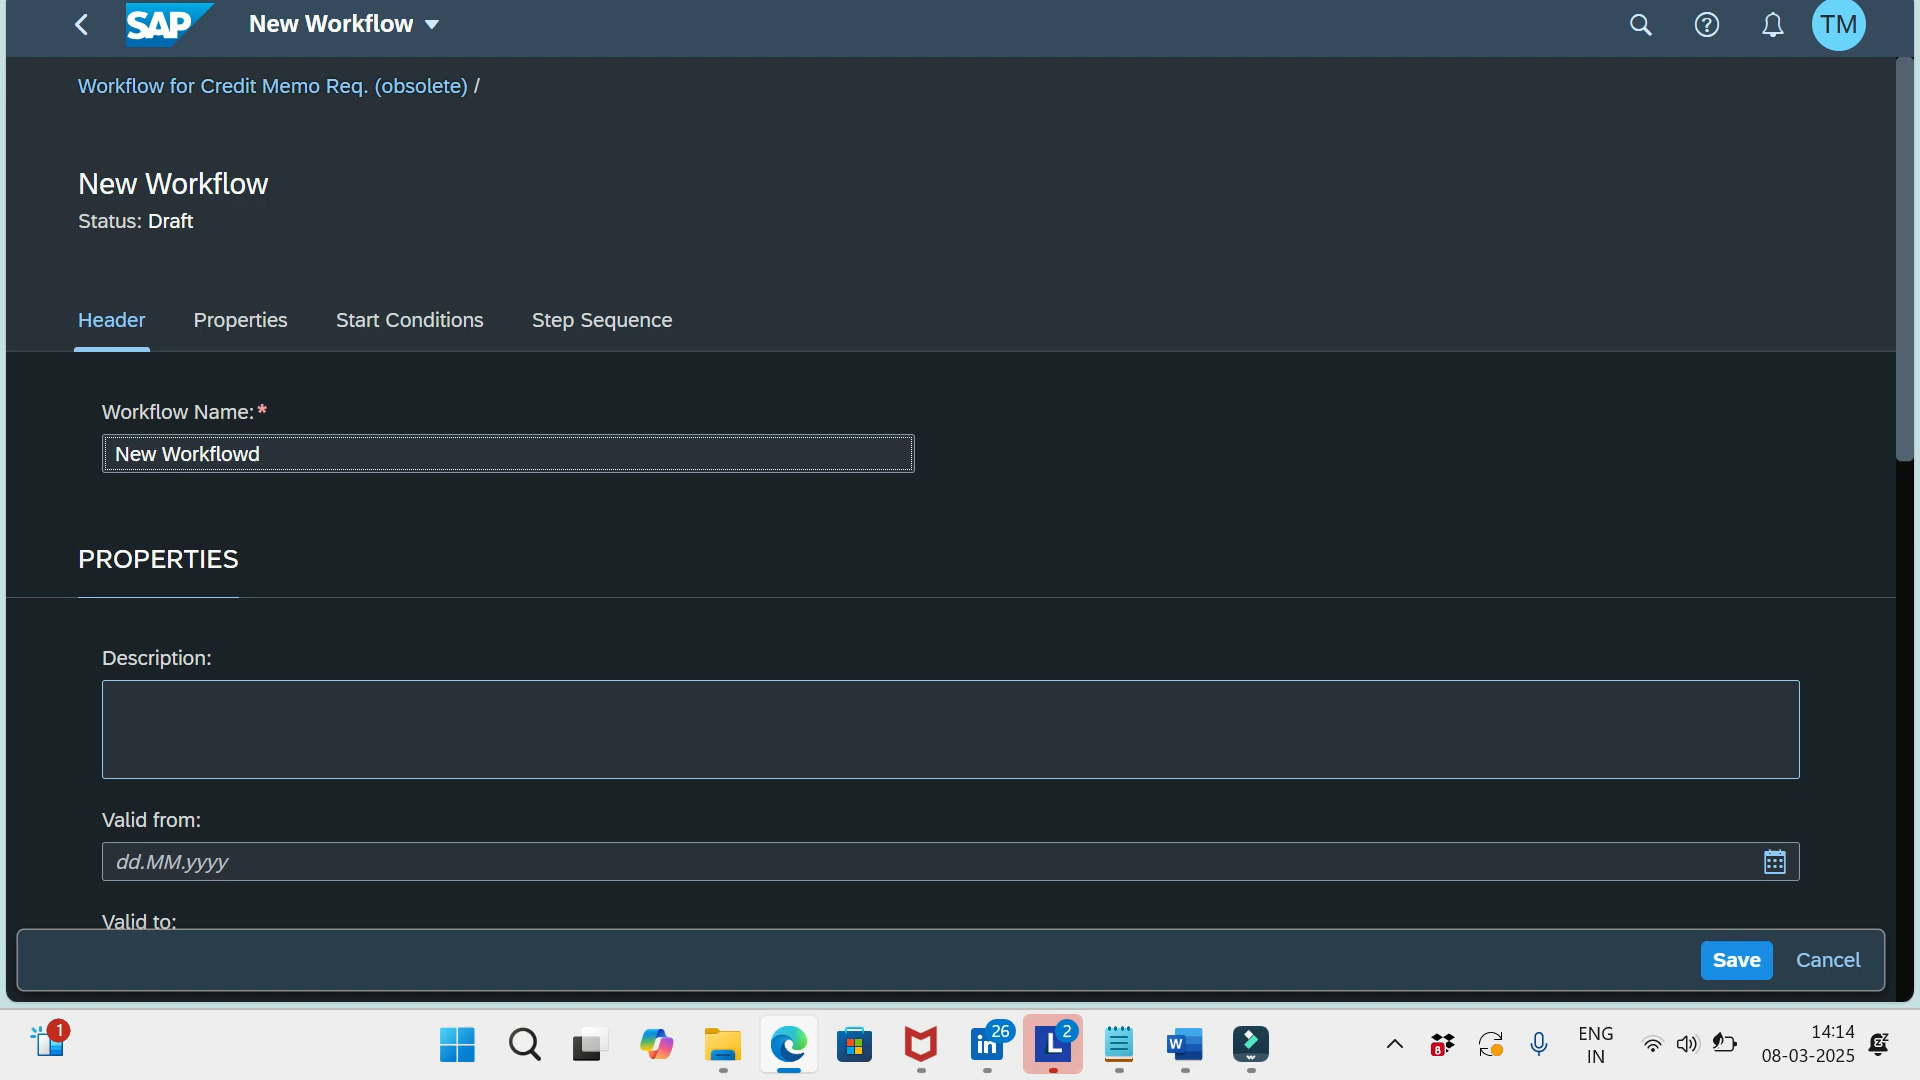 SAP New Workflow TM
Workflow for Credit Memo Req. (obsolete) /
New Workflow
Status: Draft
Header Properties Start Conditions Step Sequence
Workflow Name:*
New Workflowd
PROPERTIES
Description:
Valid from:
dd.MM.yyyy
Valid to:
Save Cancel
1
26
L 2
W
8
ENG
IN
14:14
08-03-2025